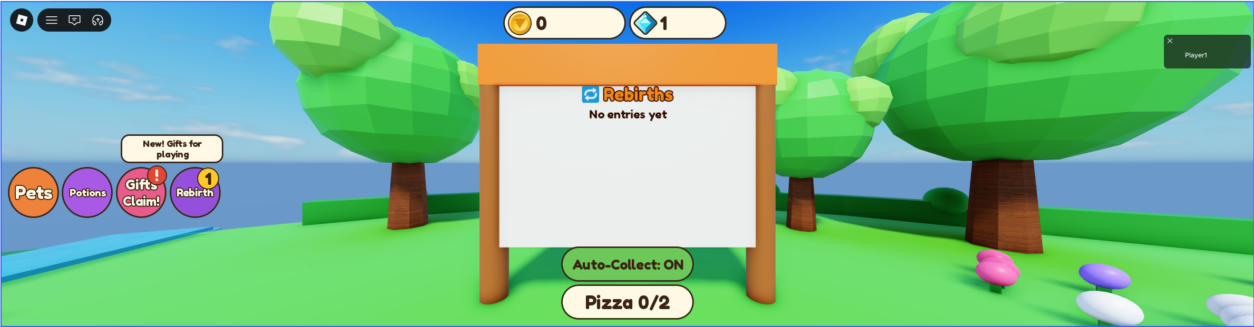 0
1
Player1
Rebirths
No entries yet
New! Gifts for
playing
Pets
Potions
Gifts
Claim!
!
Rebirth
1
Auto-Collect: ON
Pizza 0/2